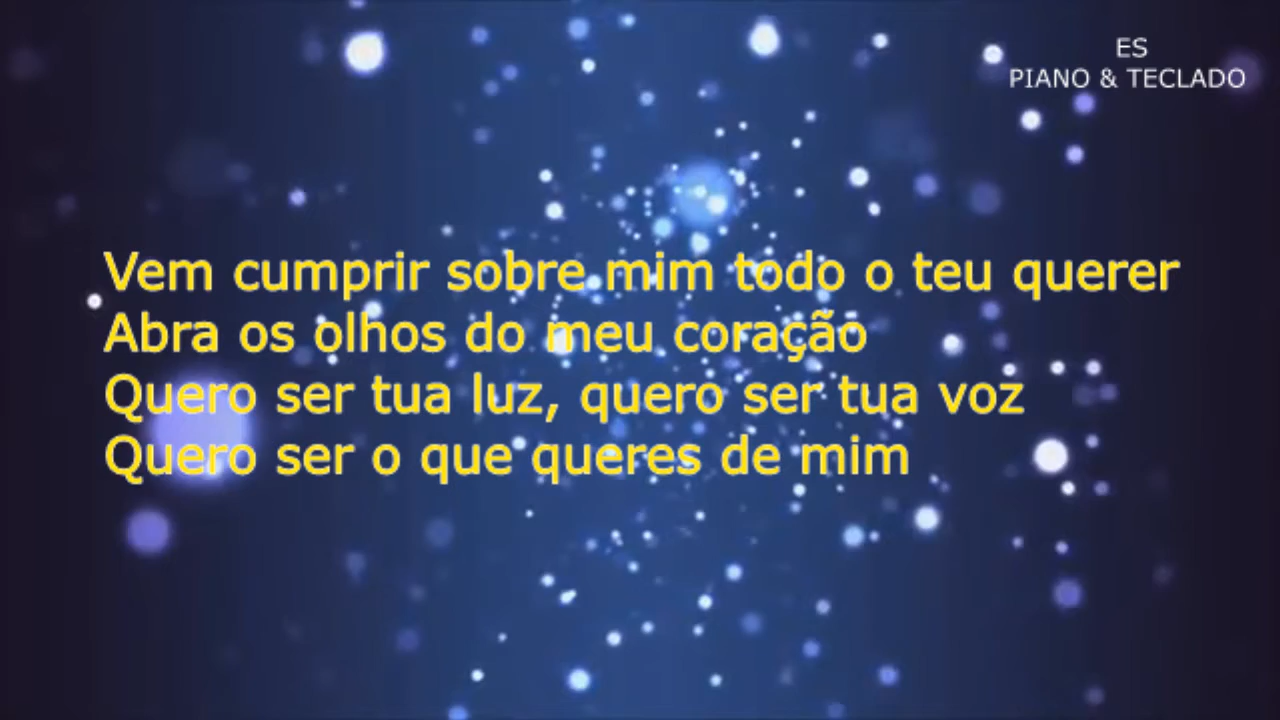 ES
PIANO & TECLADO
Vem cumprir sobre mim todo o teu querer
Abra os olhos do meu coração
Quero ser tua luz, quero ser tua voz
Quero ser o que queres de mim